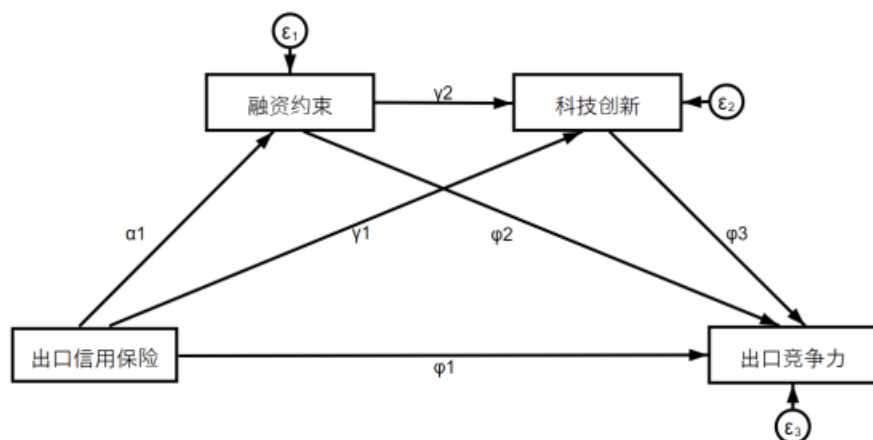 ε₁
融资约束
γ2
科技创新
ε₂
α1
γ1
φ2
φ3
出口信用保险
φ1
出口竞争力
ε₃